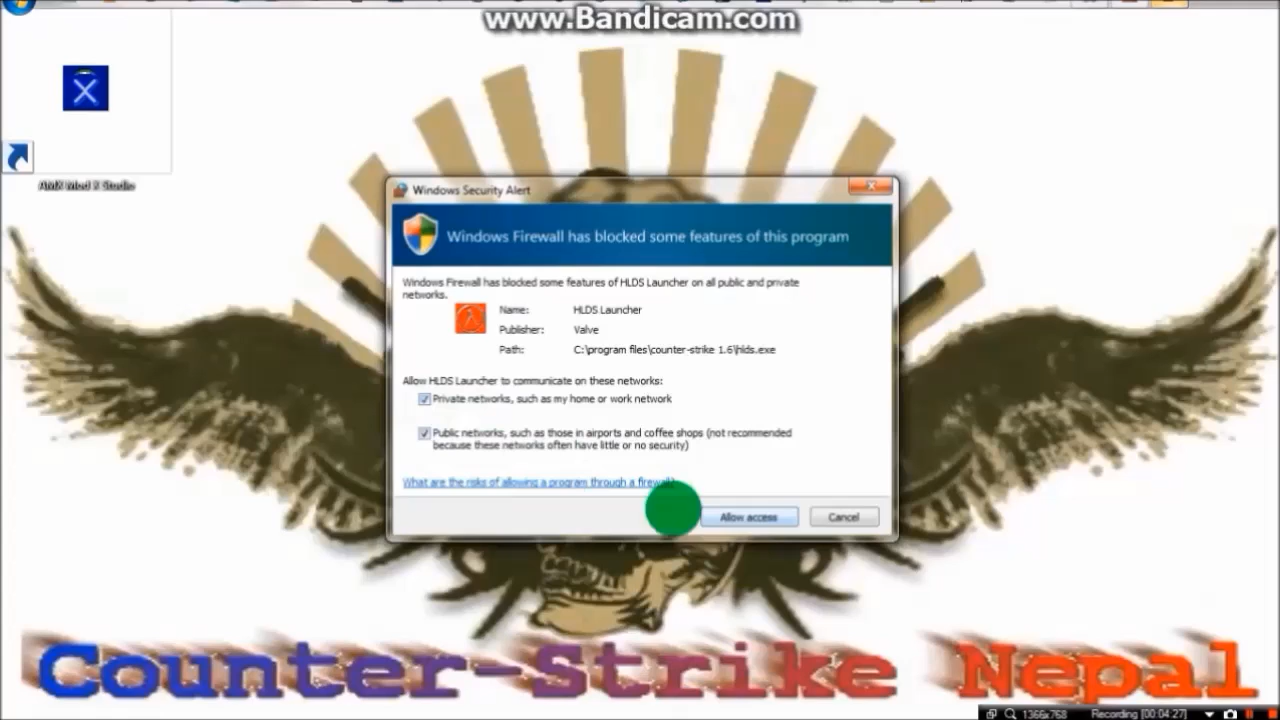 www.Bandicam.com
AMX Mod X Studio
Windows Security Alert
Windows Firewall has blocked some features of this program
Windows Firewall has blocked some features of HLDS Launcher on all public and private
networks.
Name: HLDS Launcher
Publisher: Valve
Path: C:\program files\counter-strike 1.6\hlds.exe
Allow HLDS Launcher to communicate on these networks:
Private networks, such as my home or work network
Public networks, such as those in airports and coffee shops (not recommended
because these networks often have little or no security)
What are the risks of allowing a program through a firewall?
Allow access Cancel
Counter-Strike Nepal
1366x768 Recording [00:04:27]